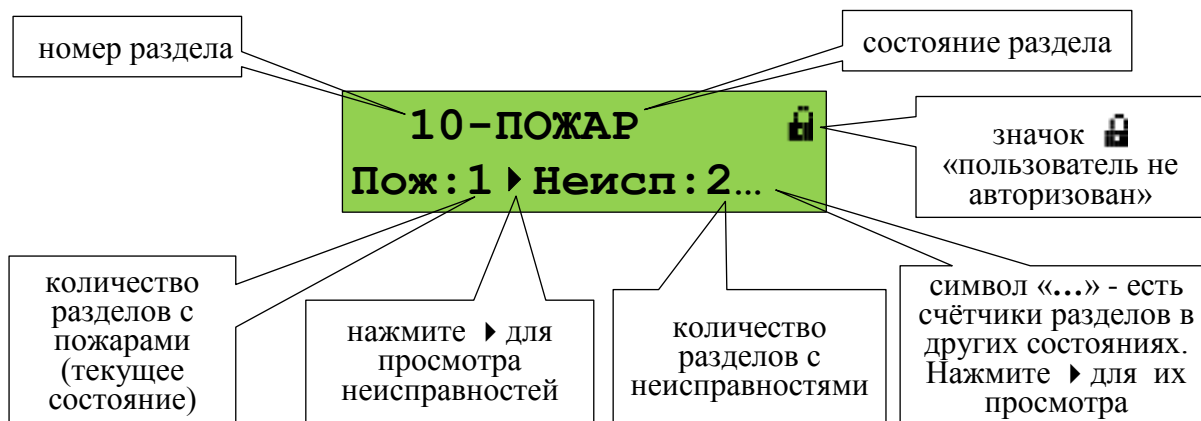 номер раздела
состояние раздела
10-ПОЖАР
Пож:1 ▶ Неисп:2…
значок
«пользователь не
авторизован»
количество
разделов с
пожарами
(текущее
состояние)
нажмите ▶ для
просмотра
неисправностей
количество
разделов с
неисправностями
символ «...» - есть
счётчики разделов в
других состояниях.
Нажмите ▶ для их
просмотра